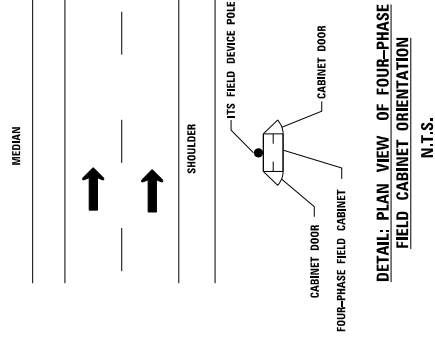 MEDIAN
SHOULDER
ITS FIELD DEVICE POLE
CABINET DOOR
CABINET DOOR
FOUR-PHASE FIELD CABINET
DETAIL: PLAN VIEW OF FOUR-PHASE
FIELD CABINET ORIENTATION
N.T.S.